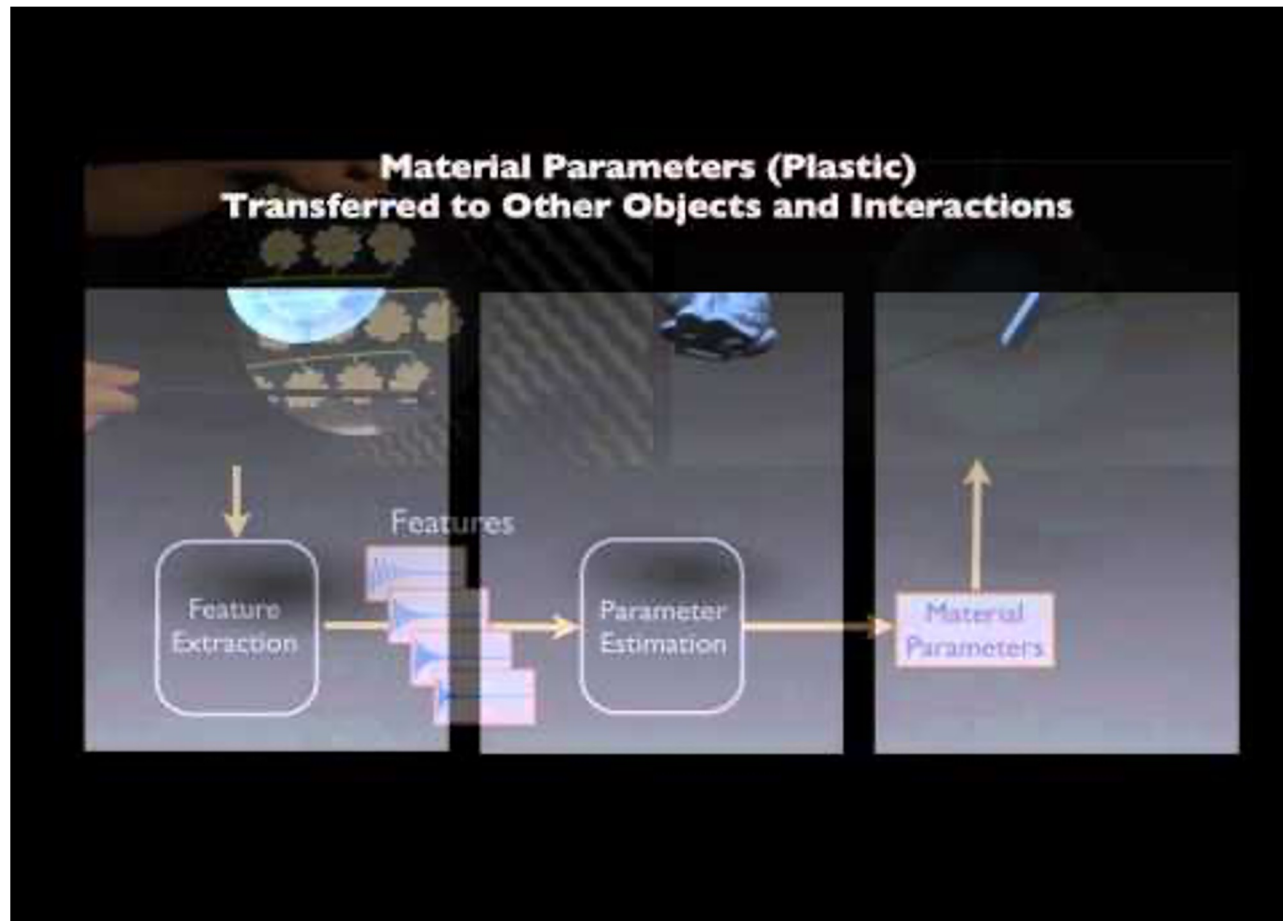 Material Parameters (Plastic)
Transferred to Other Objects and Interactions
Features
Feature
Extraction
Parameter
Estimation
Material
Parameters